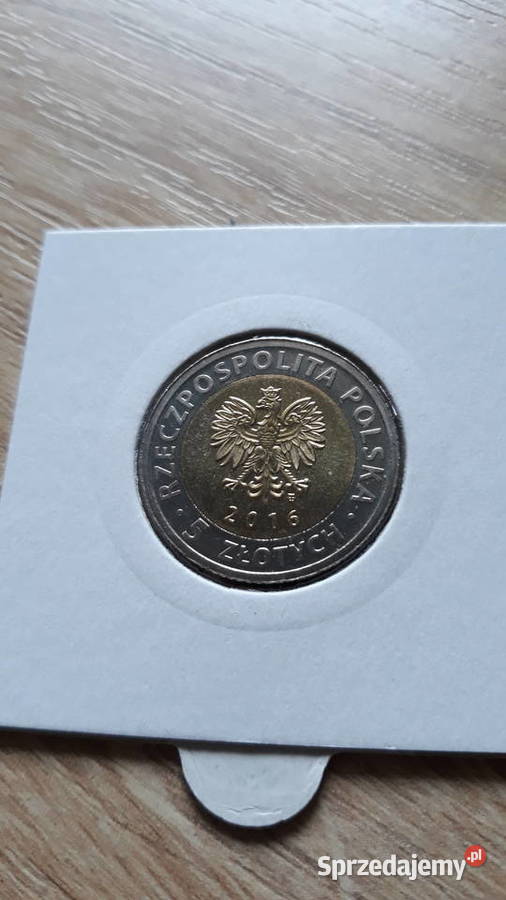 RZECZPOSPOLITA POLSKA
2016
· 5 ZŁOTYCH ·
Sprzedajemy.pl